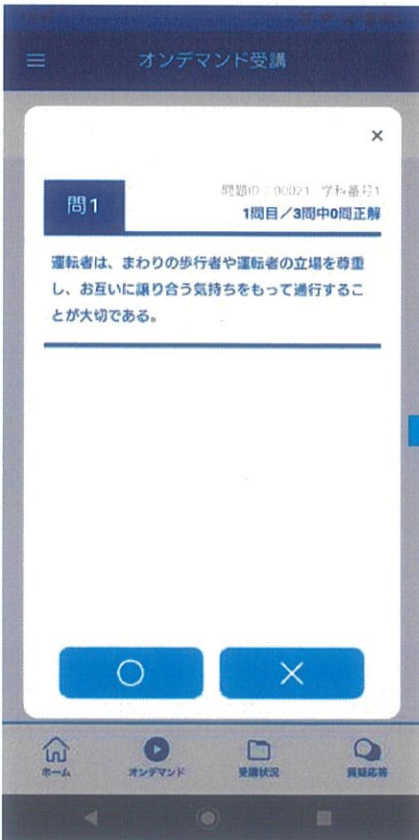 オンデマンド受講
×
問題ID：00021 学科番号1
問1
1問目／3問中0問正解
運転者は、まわりの歩行者や運転者の立場を尊重
し、お互いに譲り合う気持ちをもって通行するこ
とが大切である。
○ ×
ホーム オンデマンド 受講状況 質疑応答